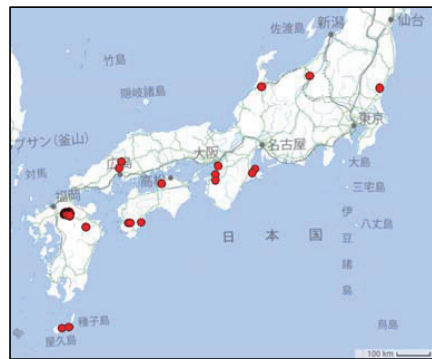 新潟
仙台
佐渡島
竹島
隠岐諸島
東京
名古屋
大阪
プサン(釜山)
広島
高松
対馬
福岡
大島
三宅島
八丈島
伊豆諸島
日本国
種子島
屋久島
鳥島
100 km